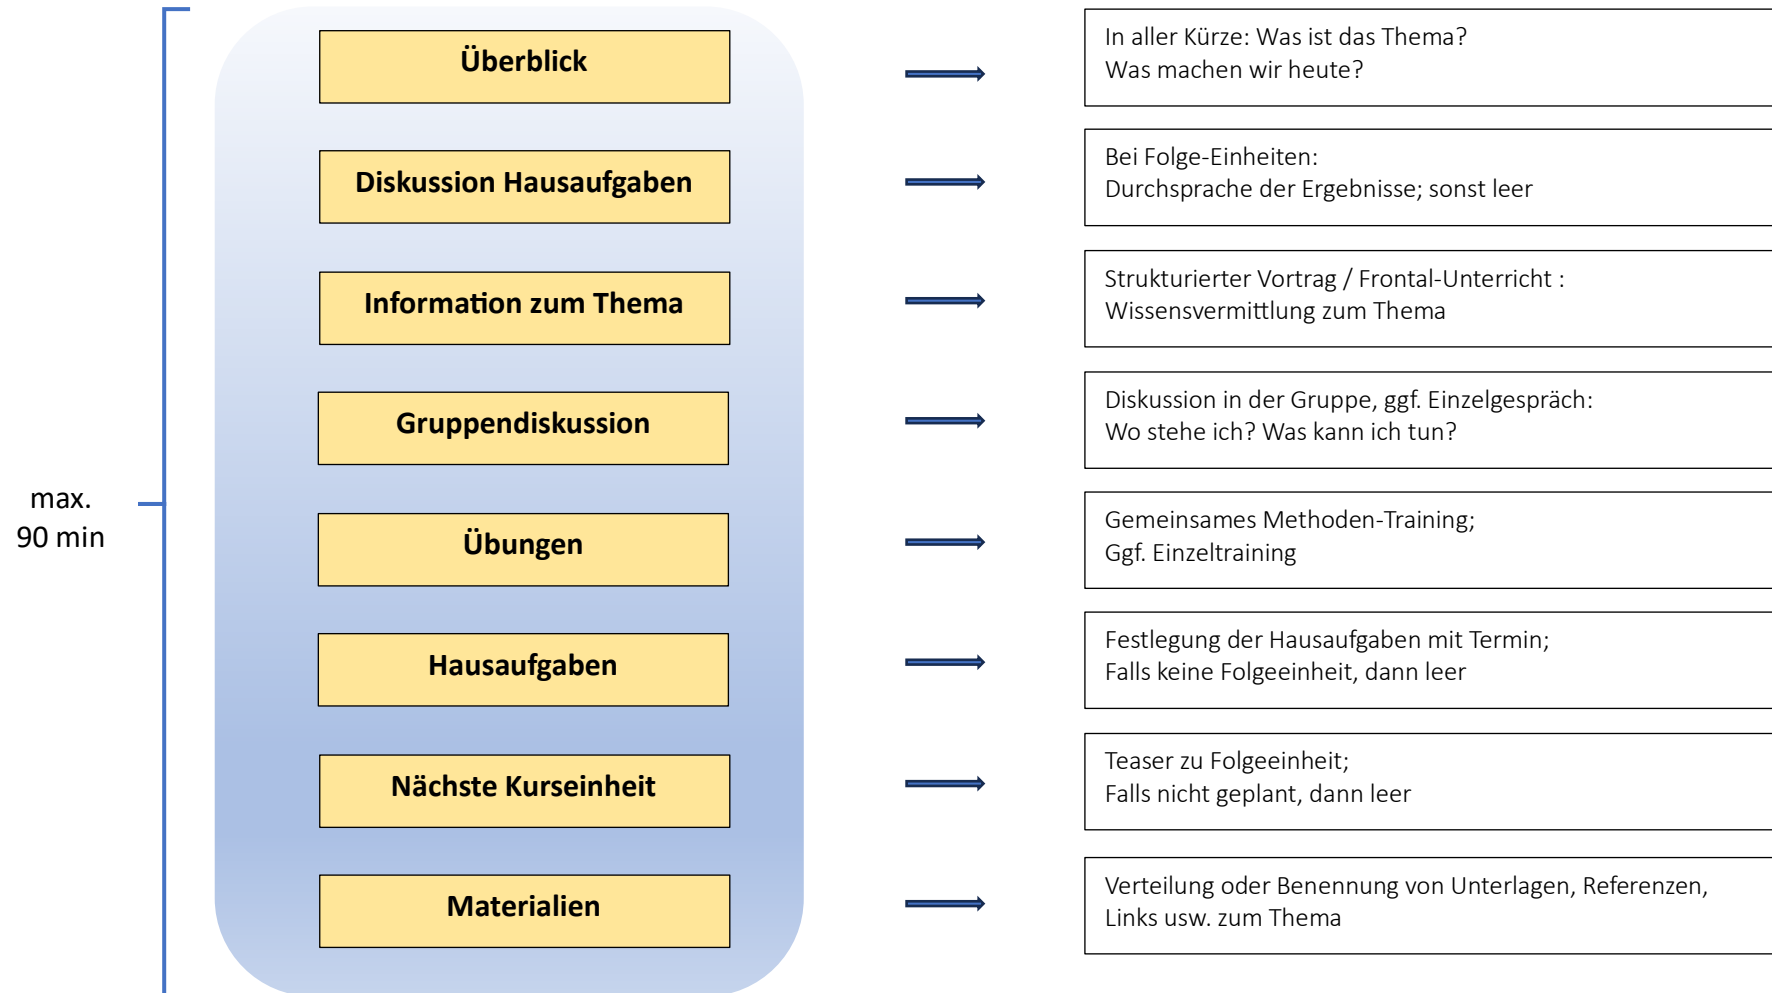 Überblick
In aller Kürze: Was ist das Thema?
Was machen wir heute?
Diskussion Hausaufgaben
Bei Folge-Einheiten:
Durchsprache der Ergebnisse; sonst leer
Information zum Thema
Strukturierter Vortrag / Frontal-Unterricht :
Wissensvermittlung zum Thema
Gruppendiskussion
Diskussion in der Gruppe, ggf. Einzelgespräch:
Wo stehe ich? Was kann ich tun?
max.
90 min
Übungen
Gemeinsames Methoden-Training;
Ggf. Einzeltraining
Hausaufgaben
Festlegung der Hausaufgaben mit Termin;
Falls keine Folgeeinheit, dann leer
Nächste Kurseinheit
Teaser zu Folgeeinheit;
Falls nicht geplant, dann leer
Materialien
Verteilung oder Benennung von Unterlagen, Referenzen,
Links usw. zum Thema